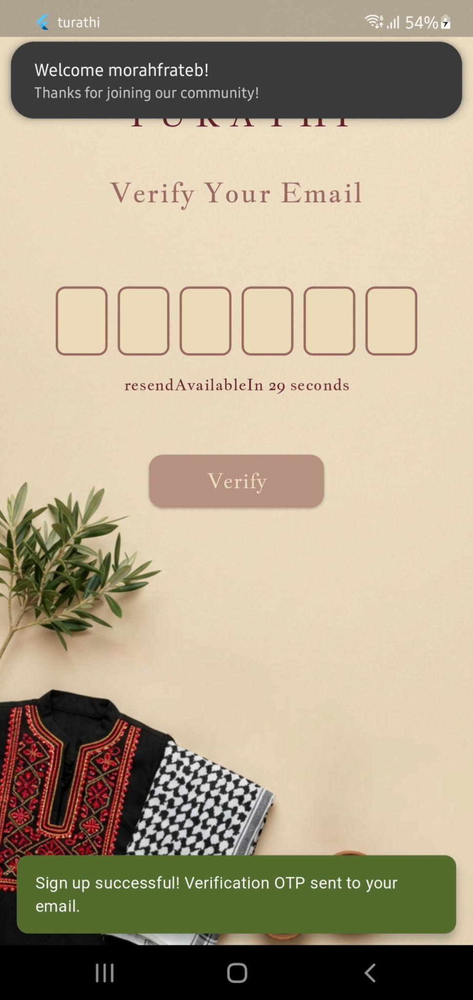 turathi
54%
Welcome morahfrateb!
Thanks for joining our community!
TURATHI
Verify Your Email
resendAvailableIn 29 seconds
Verify
Sign up successful! Verification OTP sent to your
email.